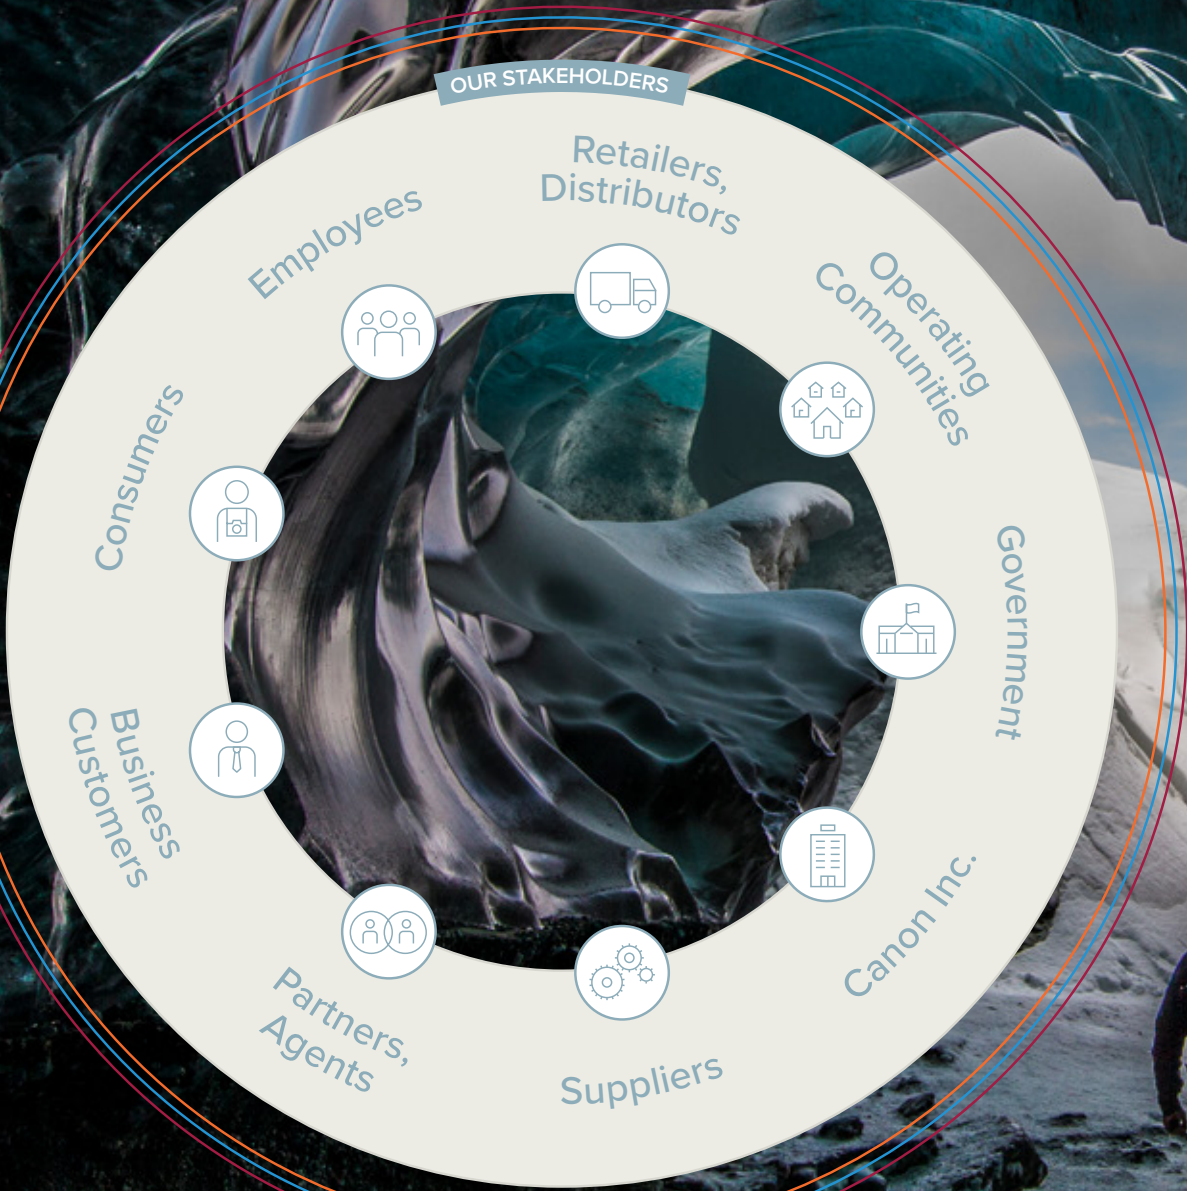 OUR STAKEHOLDERS
Retailers,
Distributors
Operating
Communities
Government
Canon Inc.
Suppliers
Partners,
Agents
Business
Customers
Consumers
Employees